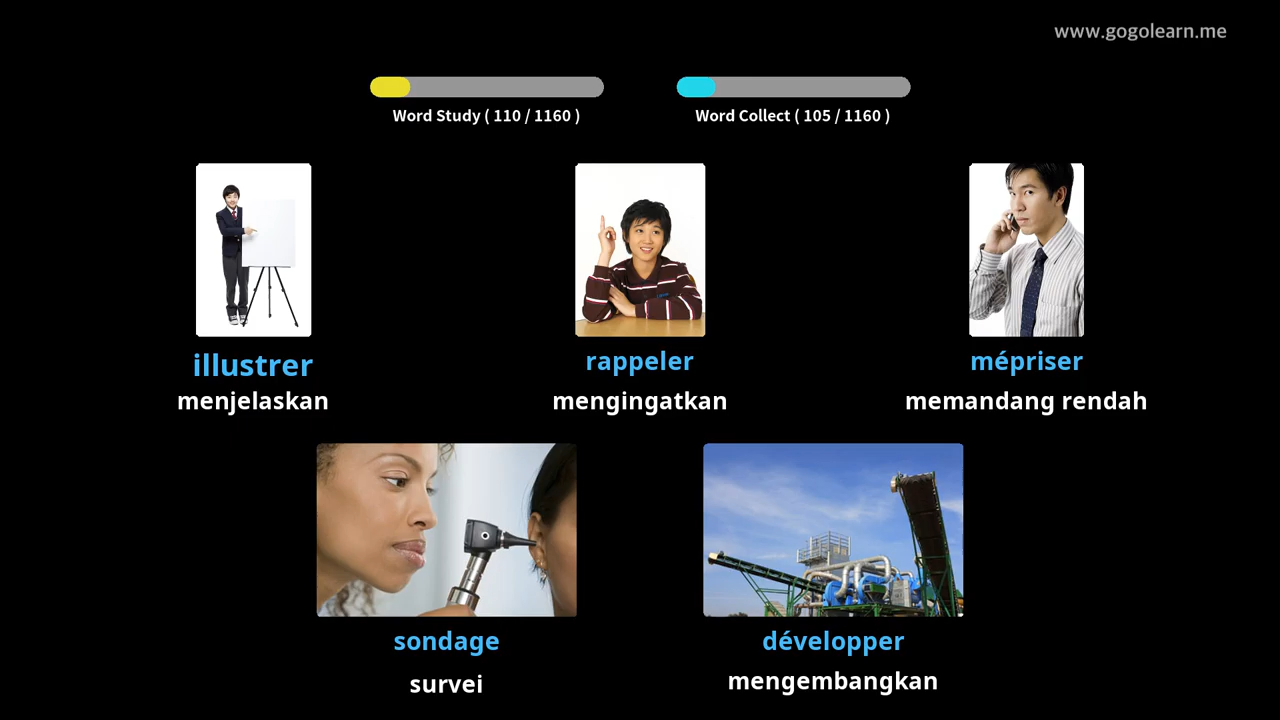 www.gogolearn.me
Word Study ( 110 / 1160 )
Word Collect ( 105 / 1160 )
illustrer
menjelaskan
rappeler
mengingatkan
mépriser
memandang rendah
sondage
survei
développer
mengembangkan